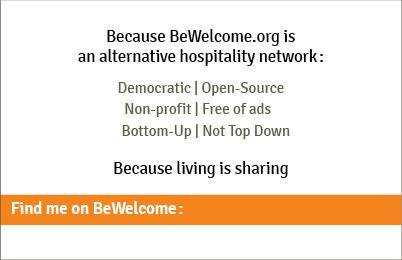 Because BeWelcome.org is
an alternative hospitality network:
Democratic | Open-Source
Non-profit | Free of ads
Bottom-Up | Not Top Down
Because living is sharing
Find me on BeWelcome: